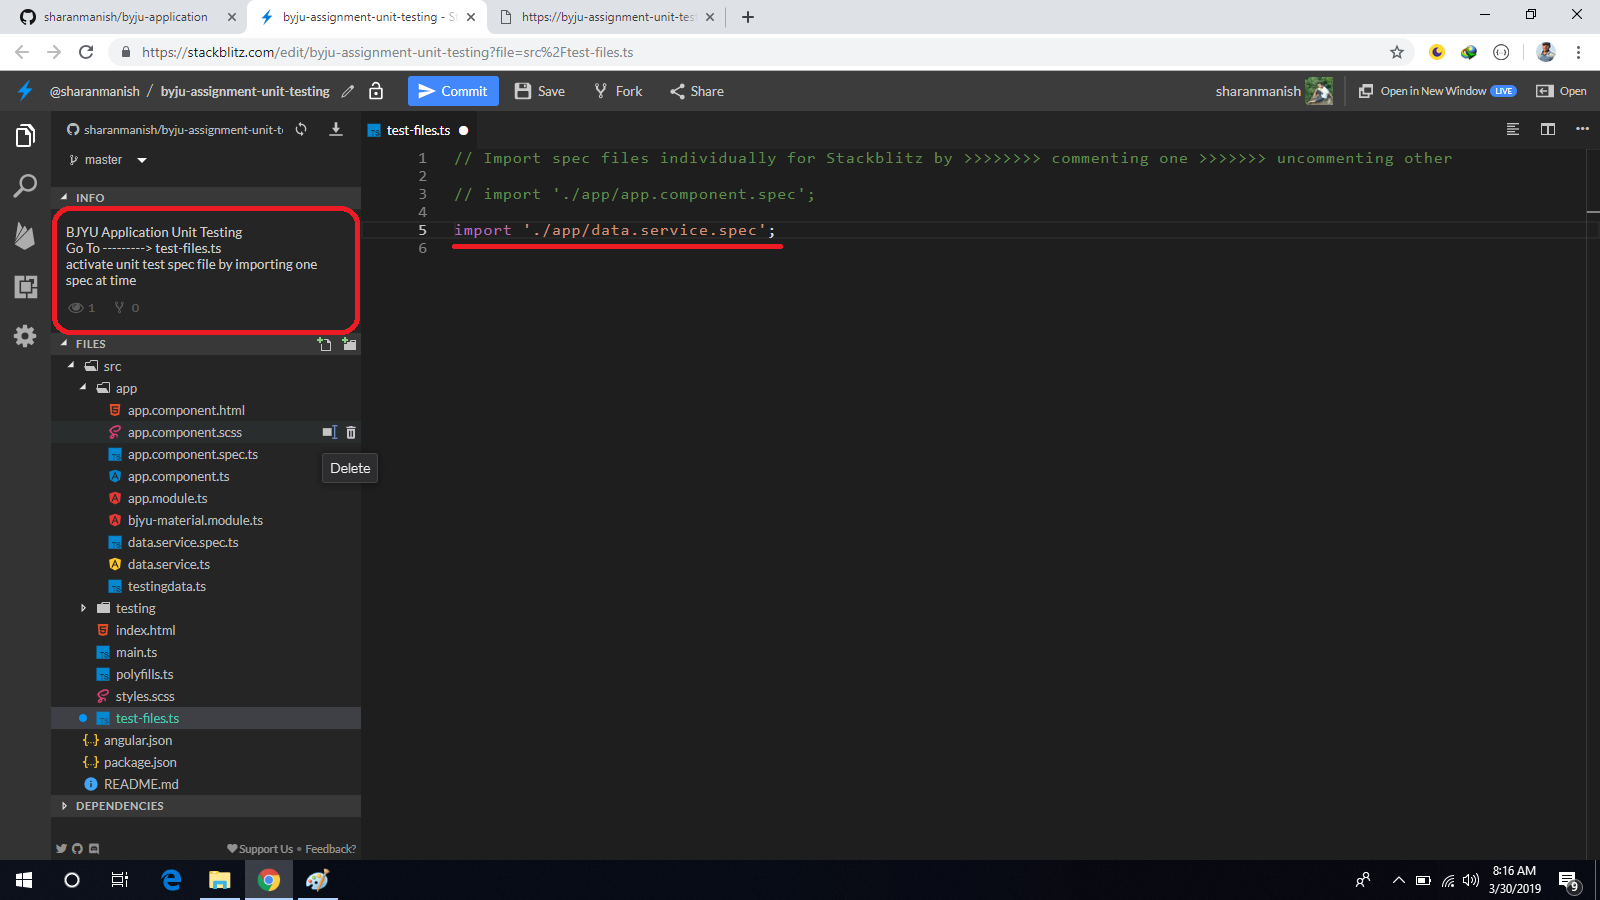 sharanmanish/byju-application
byju-assignment-unit-testing - S
https://byju-assignment-unit-tes
https://stackblitz.com/edit/byju-assignment-unit-testing?file=src%2Ftest-files.ts
@sharanmanish / byju-assignment-unit-testing
Commit
Save
Fork
Share
sharanmanish
Open in New Window LIVE
Open
sharanmanish/byju-assignment-unit-t
master
INFO
BJYU Application Unit Testing
Go To ---------> test-files.ts
activate unit test spec file by importing one
spec at time
1
0
FILES
src
app
app.component.html
app.component.scss
app.component.spec.ts
Delete
app.component.ts
app.module.ts
bjyu-material.module.ts
data.service.spec.ts
data.service.ts
testingdata.ts
testing
index.html
main.ts
polyfills.ts
styles.scss
test-files.ts
angular.json
package.json
README.md
DEPENDENCIES
Support Us • Feedback?
test-files.ts
1 // Import spec files individually for Stackblitz by >>>>>>>> commenting one >>>>>>> uncommenting other
2
3 // import './app/app.component.spec';
4
5 import './app/data.service.spec';
6
8:16 AM
3/30/2019
9